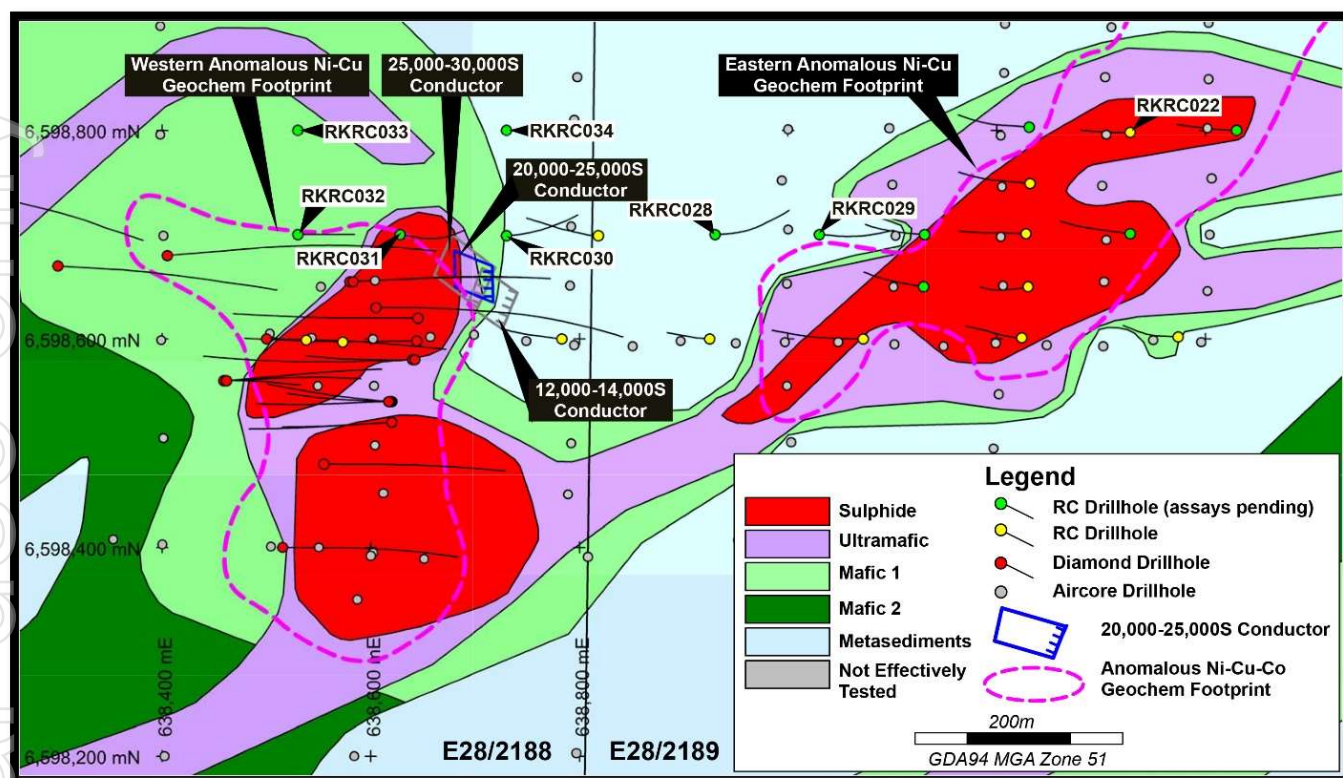 Western Anomalous Ni-Cu
Geochem Footprint
25,000-30,000S
Conductor
Eastern Anomalous Ni-Cu
Geochem Footprint
RKRC022
6,598,800 mN
RKRC033
RKRC034
20,000-25,000S
Conductor
RKRC032
RKRC028
RKRC029
RKRC031
RKRC030
6,598,600 mN
12,000-14,000S
Conductor
6,598,400 mN
638,400 mE
638,600 mE
638,800 mE
6,598,200 mN
E28/2188
E28/2189
Legend
Sulphide
Ultramafic
Mafic 1
Mafic 2
Metasediments
Not Effectively
Tested
RC Drillhole (assays pending)
RC Drillhole
Diamond Drillhole
Aircore Drillhole
20,000-25,000S Conductor
Anomalous Ni-Cu-Co
Geochem Footprint
200m
GDA94 MGA Zone 51